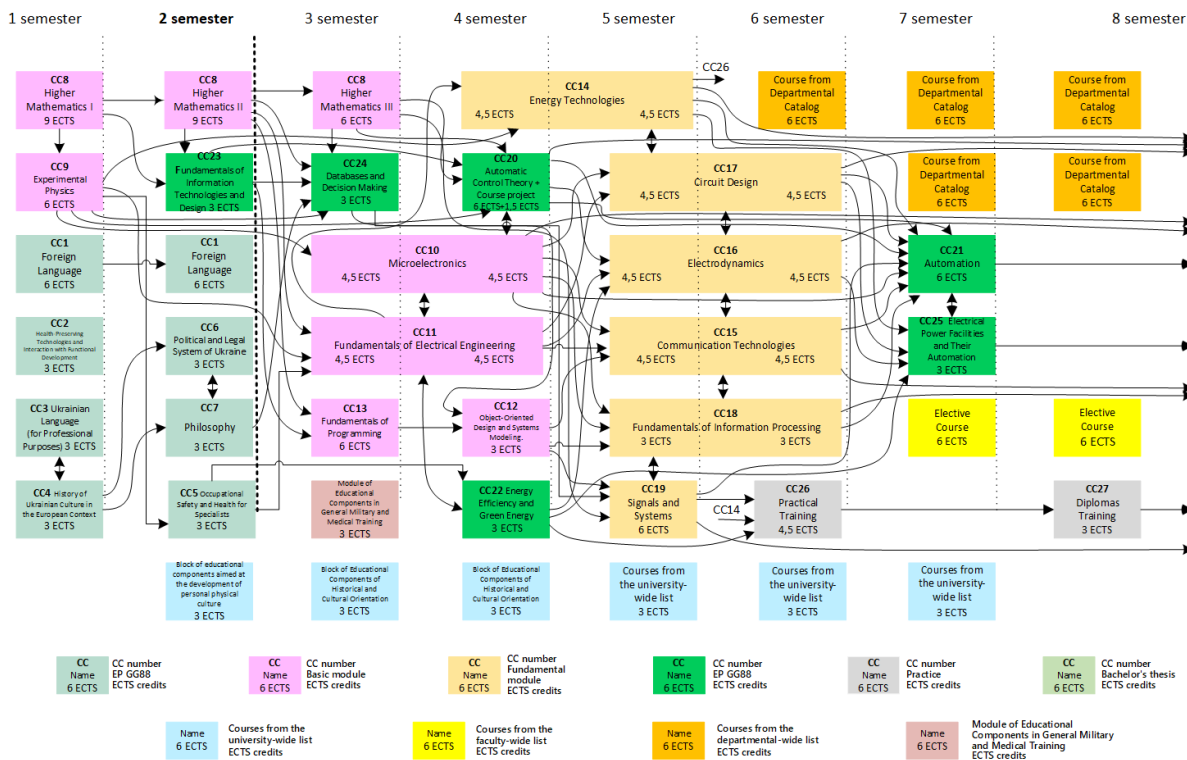 1 semester
2 semester
3 semester
4 semester
5 semester
6 semester
7 semester
8 semester
CC8
Higher
Mathematics I
9 ECTS
CC8
Higher
Mathematics II
9 ECTS
CC8
Higher
Mathematics III
6 ECTS
CC14
Energy Technologies
4,5 ECTS
4,5 ECTS
CC26
Course from
Departmental
Catalog
6 ECTS
Course from
Departmental
Catalog
6 ECTS
Course from
Departmental
Catalog
6 ECTS
CC9
Experimental
Physics
6 ECTS
CC23
Fundamentals of
Information
Technologies and
Design 3 ECTS
CC24
Databases and
Decision Making
3 ECTS
CC20
Automatic
Control Theory +
Course project
6 ECTS+1,5 ECTS
CC17
Circuit Design
4,5 ECTS
4,5 ECTS
Course from
Departmental
Catalog
6 ECTS
Course from
Departmental
Catalog
6 ECTS
CC1
Foreign
Language
6 ECTS
CC1
Foreign
Language
6 ECTS
CC10
Microelectronics
4,5 ECTS
4,5 ECTS
CC16
Electrodynamics
4,5 ECTS
4,5 ECTS
CC21
Automation
6 ECTS
CC2
Health-Preserving
Technologies and
Interaction with Functional
Development
3 ECTS
CC6
Political and Legal
System of Ukraine
3 ECTS
CC11
Fundamentals of Electrical Engineering
4,5 ECTS
4,5 ECTS
CC15
Communication Technologies
4,5 ECTS
4,5 ECTS
CC25 Electrical
Power Facilities
and Their
Automation
3 ECTS
CC3 Ukrainian
Language
(for Professional
Purposes) 3 ECTS
CC7
Philosophy
3 ECTS
CC13
Fundamentals of
Programming
6 ECTS
CC12
Object-Oriented
Design and Systems
Modeling.
3 ECTS
CC18
Fundamentals of Information Processing
3 ECTS
3 ECTS
Elective
Course
6 ECTS
Elective
Course
6 ECTS
CC4 History of
Ukrainian Culture
in the European Context
3 ECTS
CC5 Occupational
Safety and Health for
Specialists
3 ECTS
Module of
Educational
Components in
General Military and
Medical Training
3 ECTS
CC22 Energy
Efficiency and
Green Energy
3 ECTS
CC19
Signals and
Systems
6 ECTS
CC14
CC26
Practical
Training
4,5 ECTS
CC27
Diplomas
Training
3 ECTS
Block of educational
components aimed at
the development of
personal physical
culture
3 ECTS
Block of Educational
Components of
Historical and
Cultural Orientation
3 ECTS
Block of Educational
Components of
Historical and
Cultural Orientation
3 ECTS
Courses from
the university-
wide list
3 ECTS
Courses from
the university-
wide list
3 ECTS
Courses from
the university-
wide list
3 ECTS
CC
Name
6 ECTS
CC number
EP GG88
ECTS credits
CC
Name
6 ECTS
CC number
Basic module
ECTS credits
CC
Name
6 ECTS
CC number
Fundamental
module
ECTS credits
CC
Name
6 ECTS
CC number
EP GG88
ECTS credits
CC
Name
6 ECTS
CC number
Practice
ECTS credits
CC
Name
6 ECTS
CC number
Bachelor's thesis
ECTS credits
Name
6 ECTS
Courses from the
university-wide list
ECTS credits
Name
6 ECTS
Courses from the
faculty-wide list
ECTS credits
Name
6 ECTS
Courses from the
departmental-wide list
ECTS credits
Name
6 ECTS
Module of Educational
Components in General Military
and Medical Training
ECTS credits